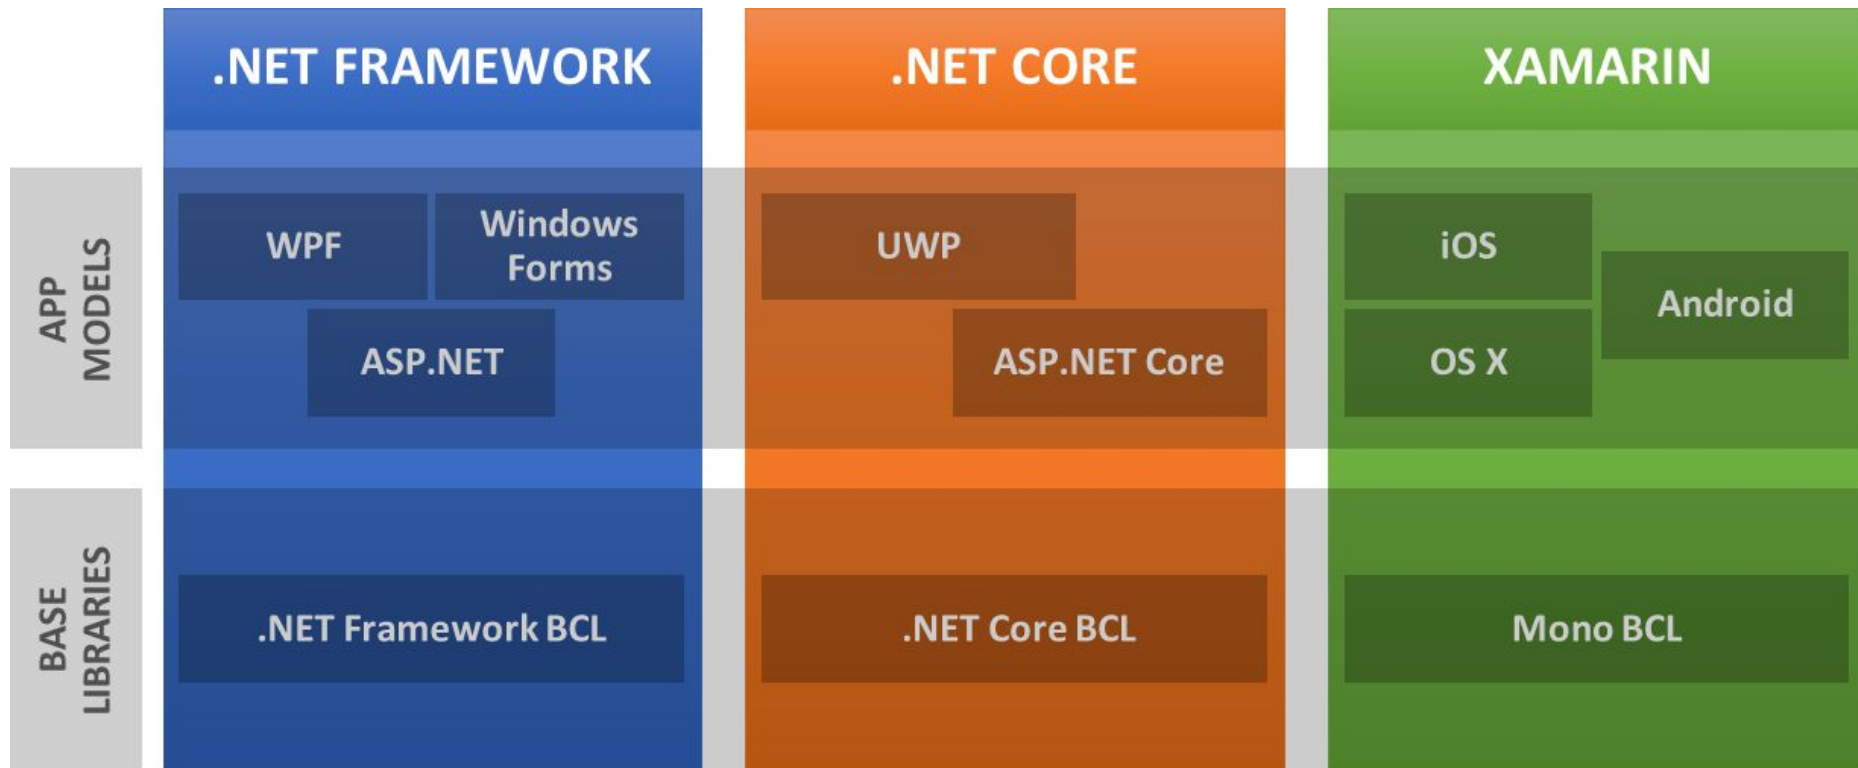 .NET FRAMEWORK
.NET CORE
XAMARIN
APP
MODELS
WPF
Windows
Forms
ASP.NET
UWP
ASP.NET Core
iOS
Android
OS X
BASE
LIBRARIES
.NET Framework BCL
.NET Core BCL
Mono BCL